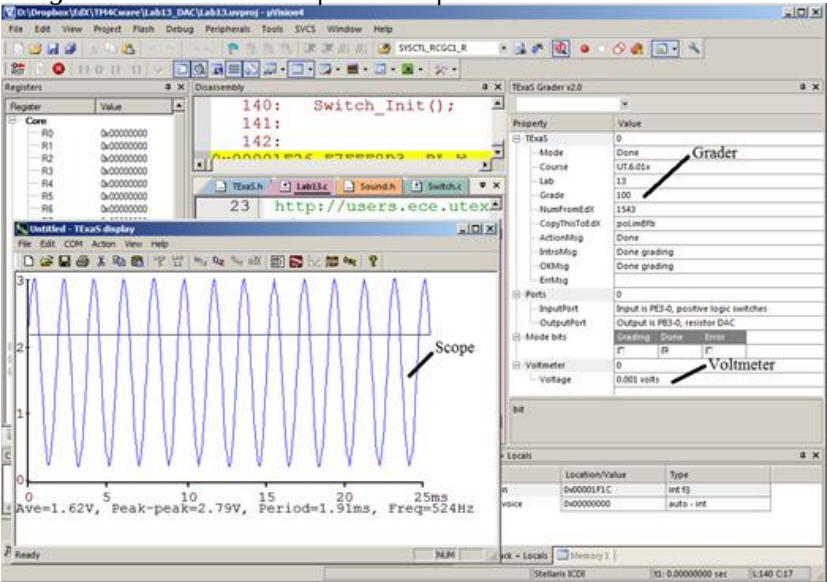 D:\Dropbox\EdX\TM4Cware\Lab13_DAC\Lab13.uvproj - µVision4
File Edit View Project Flash Debug Peripherals Tools SVCS Window Help
SYSCTL_RCGC1_R
Registers
Disassembly
TExaS Grader v2.0
Register Value
Core
R0 0x00000000
R1 0x00000000
R2 0x00000000
R3 0x00000000
R4 0x00000000
R5 0x00000000
R6 0x00000000
140: Switch_Init();
141:
142:
TExaS.h Lab13.c Sound.h Switch.c
23 http://users.ece.utex
Property Value
TExaS 0
Mode Done
Course UT.6.01x
Lab 13
Grade 100
NumFromEdX 1543
CopyThisToEdX
ActionMsg Done
IntroMsg Done grading
OKMsg Done grading
ErrMsg
Grader
Ports 0
InputPort Input is PE3-0, positive logic switches
OutputPort Output is PB3-0, resistor DAC
Mode bits Grading Done Error
Voltmeter 0
Voltage 0.001 volts
Voltmeter
bit
Untitled - TExaS display
File Edit COM Action View Help
3
2
1
0
0 5 10 15 20 25ms
Scope
Ave=1.62V, Peak-peak=2.79V, Period=1.91ms, Freq=524Hz
Ready NUM
+ Locals
Location/Value Type
0x00001F1C int f()
voice 0x00000000 auto - int
ck + Locals Memory 1
Stellaris ICDI t1: 0.00000000 sec L:140 C:17